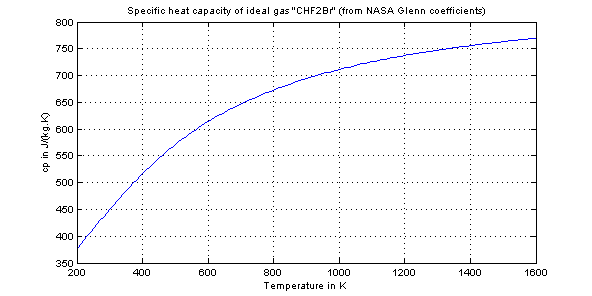 Specific heat capacity of ideal gas "CHF2Br" (from NASA Glenn coefficients)
800
750
700
650
600
550
500
450
400
350
cp in J/(kg.K)
200 400 600 800 1000 1200 1400 1600
Temperature in K